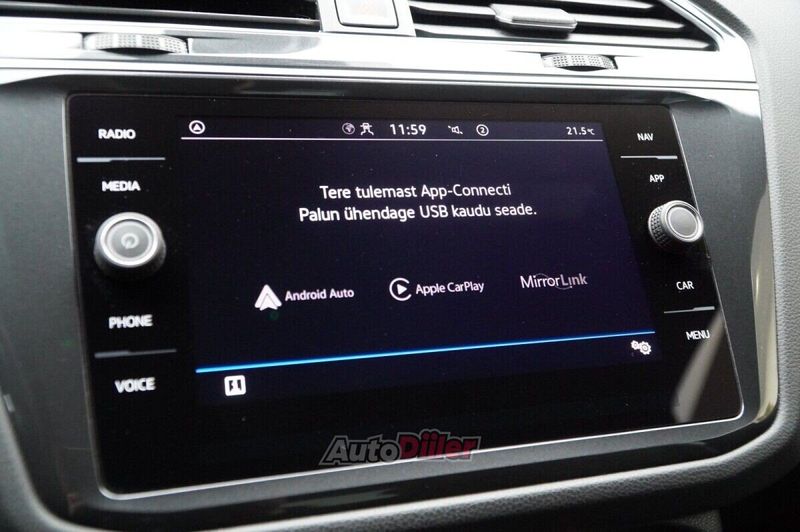 RADIO
MEDIA
PHONE
VOICE
11:59
2
21.5°C
Tere tulemast App-Connecti
Palun ühendage USB kaudu seade.
Android Auto
Apple CarPlay
MirrorLink
NAV
APP
CAR
MENU
AutoDiiler